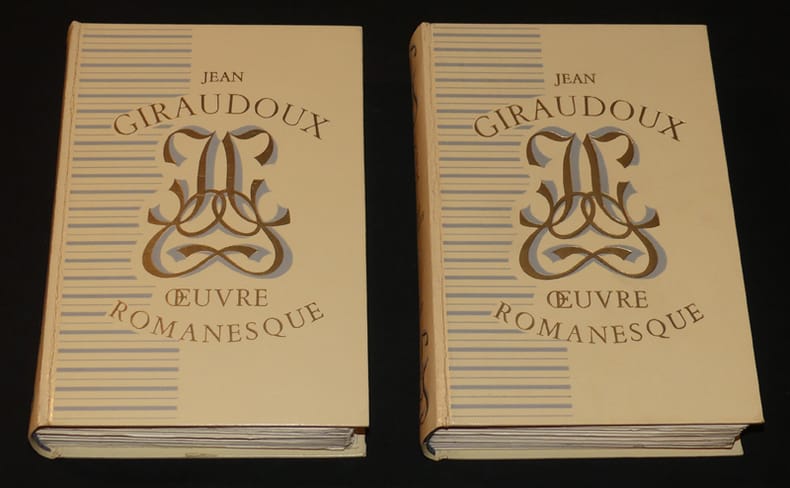 JEAN
GIRAUDOUX
ŒUVRE
ROMANESQUE
JEAN
GIRAUDOUX
ŒUVRE
ROMANESQUE